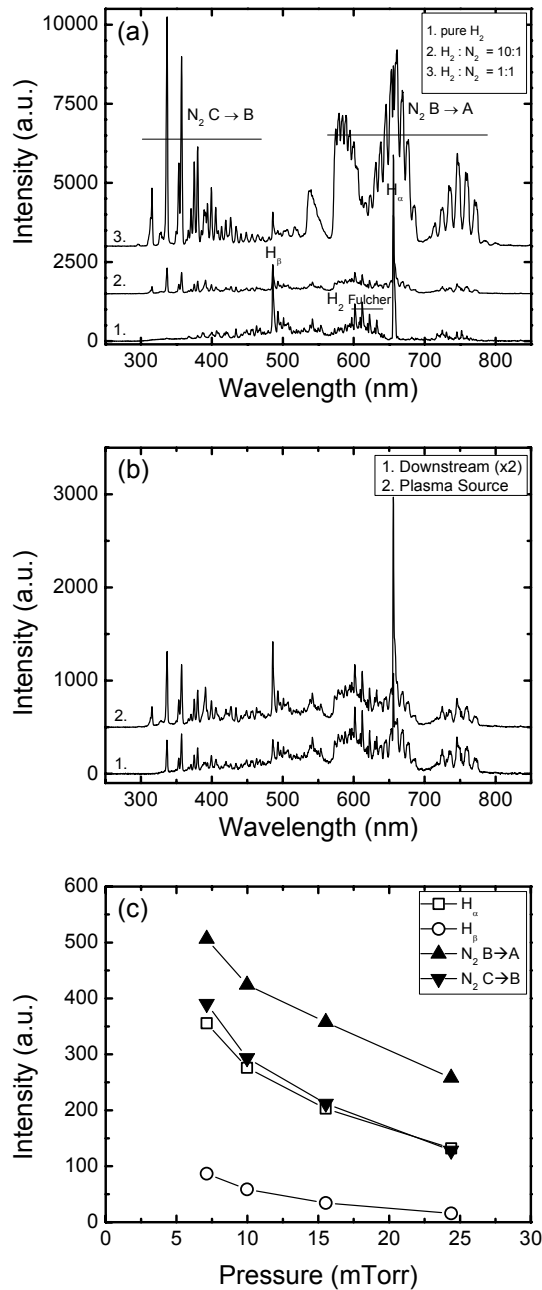 (a)
1. pure H₂
2. H₂ : N₂ = 10:1
3. H₂ : N₂ = 1:1
N₂ C → B
N₂ B → A
Hα
Hβ
H₂ Fulcher
3.
2.
1.
10000
7500
5000
2500
0
Intensity (a.u.)
300 400 500 600 700 800
Wavelength (nm)
(b)
1. Downstream (x2)
2. Plasma Source
3000
2000
1000
0
2.
1.
Intensity (a.u.)
300 400 500 600 700 800
Wavelength (nm)
(c)
Hα
Hβ
N₂ B→A
N₂ C→B
600
500
400
300
200
100
0
Intensity (a.u.)
0 5 10 15 20 25 30
Pressure (mTorr)